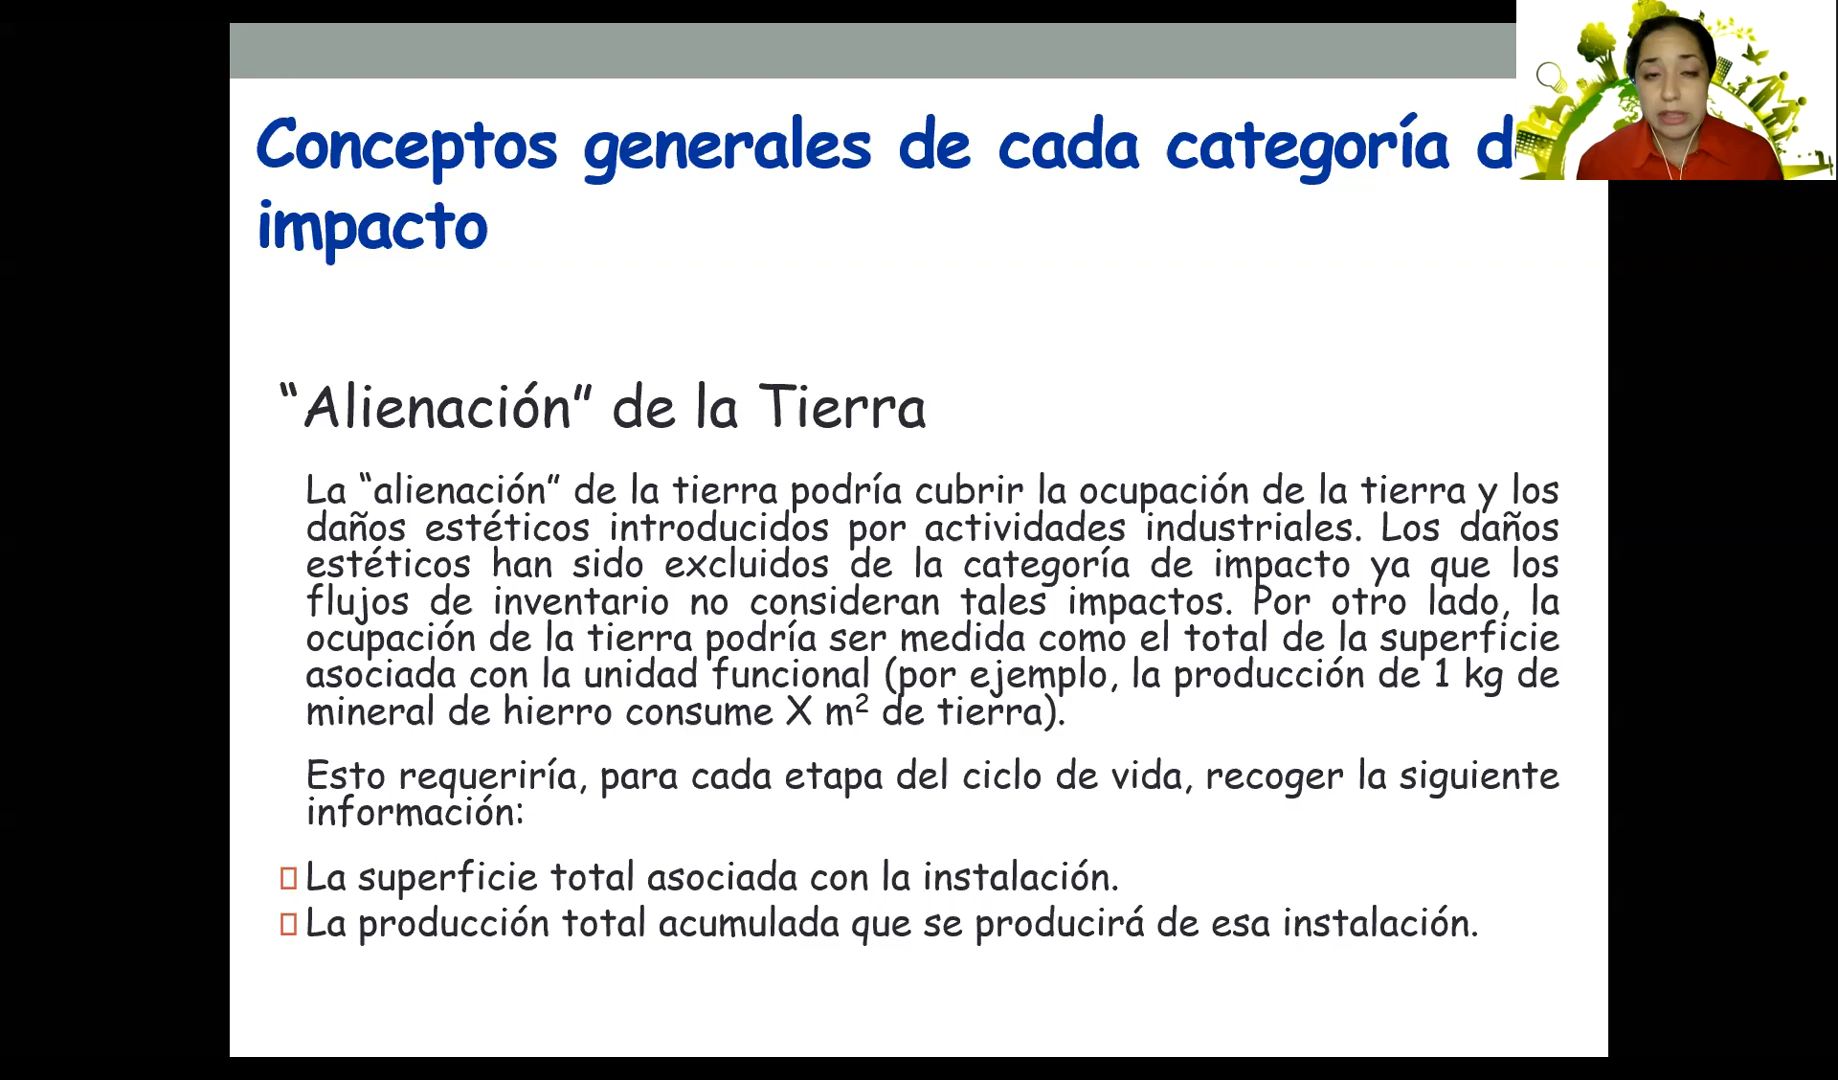 Conceptos generales de cada categoría
impacto
“Alienación” de la Tierra
La “alienación” de la tierra podría cubrir la ocupación de la tierra y los
daños estéticos introducidos por actividades industriales. Los daños
estéticos han sido excluidos de la categoría de impacto ya que los
flujos de inventario no consideran tales impactos. Por otro lado, la
ocupación de la tierra podría ser medida como el total de la superficie
asociada con la unidad funcional (por ejemplo, la producción de 1 kg de
mineral de hierro consume X m² de tierra).
Esto requeriría, para cada etapa del ciclo de vida, recoger la siguiente
información:
La superficie total asociada con la instalación.
La producción total acumulada que se producirá de esa instalación.